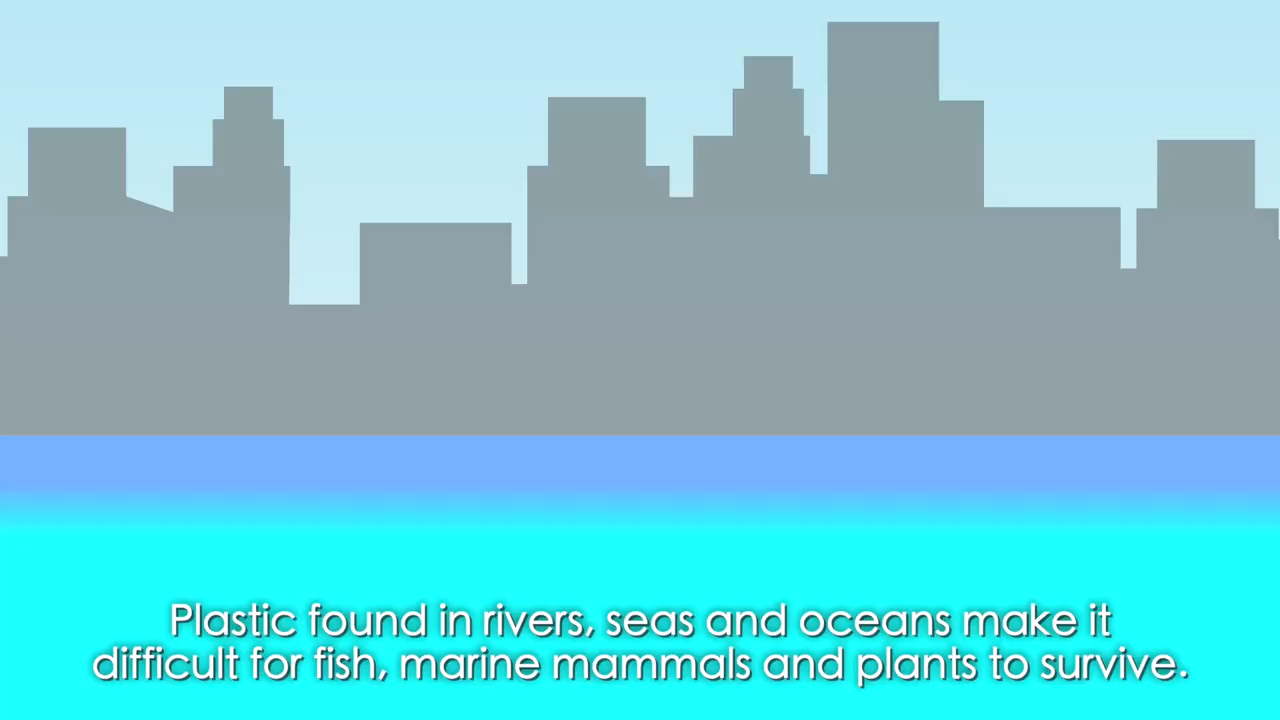 Plastic found in rivers, seas and oceans make it
difficult for fish, marine mammals and plants to survive.